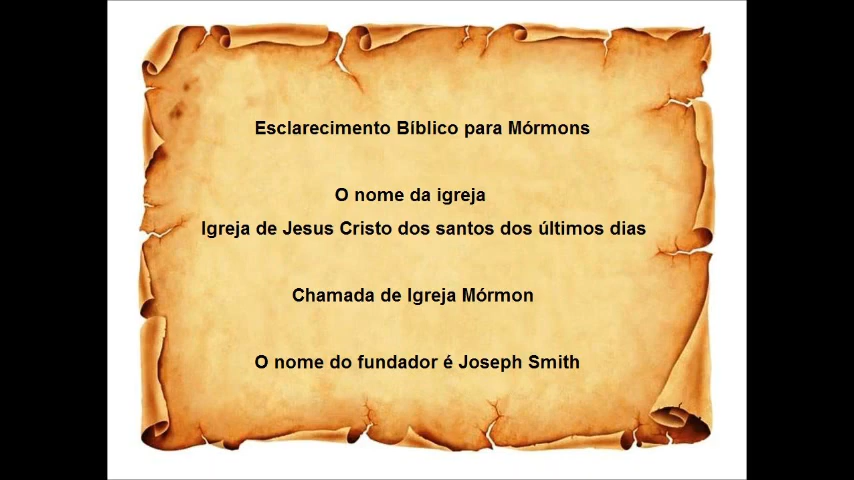 Esclarecimento Bíblico para Mórmons
O nome da igreja
Igreja de Jesus Cristo dos santos dos últimos dias
Chamada de Igreja Mórmon
O nome do fundador é Joseph Smith